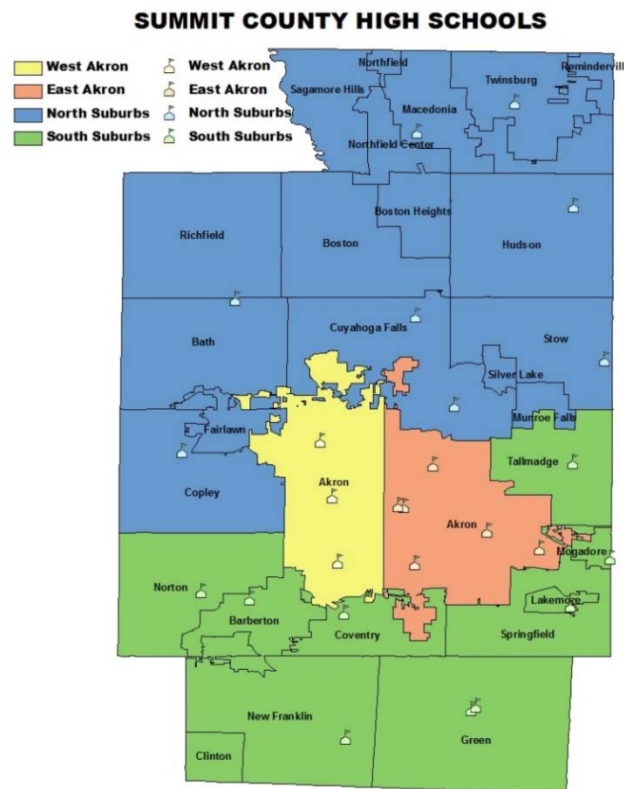 SUMMIT COUNTY HIGH SCHOOLS
West Akron
East Akron
North Suburbs
South Suburbs
West Akron
East Akron
North Suburbs
South Suburbs
Northfield
Remindervill
Twinsburg
Sagamore Hills
Macedonia
Northfield Center
Boston Heights
Richfield
Boston
Hudson
Cuyahoga Falls
Stow
Bath
Silver Lake
Munroe Falls
Fairlawn
Tallmadge
Akron
Copley
Akron
Mogadore
Norton
Lakemore
Barberton
Coventry
Springfield
New Franklin
Green
Clinton